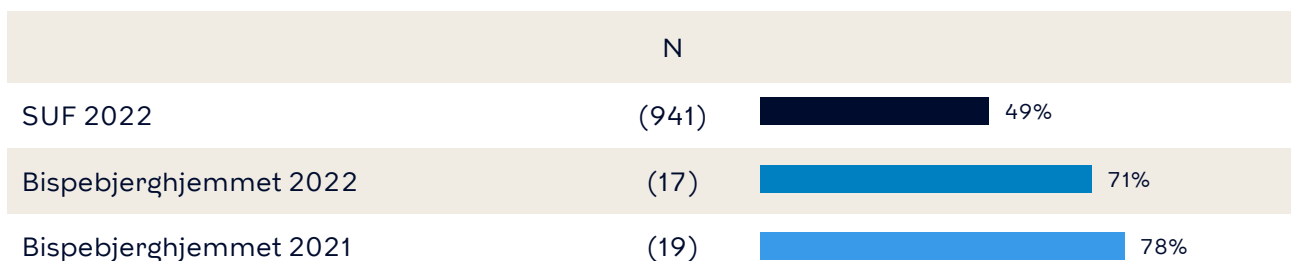 N
SUF 2022 (941) 49%
Bispebjerghjemmet 2022 (17) 71%
Bispebjerghjemmet 2021 (19) 78%